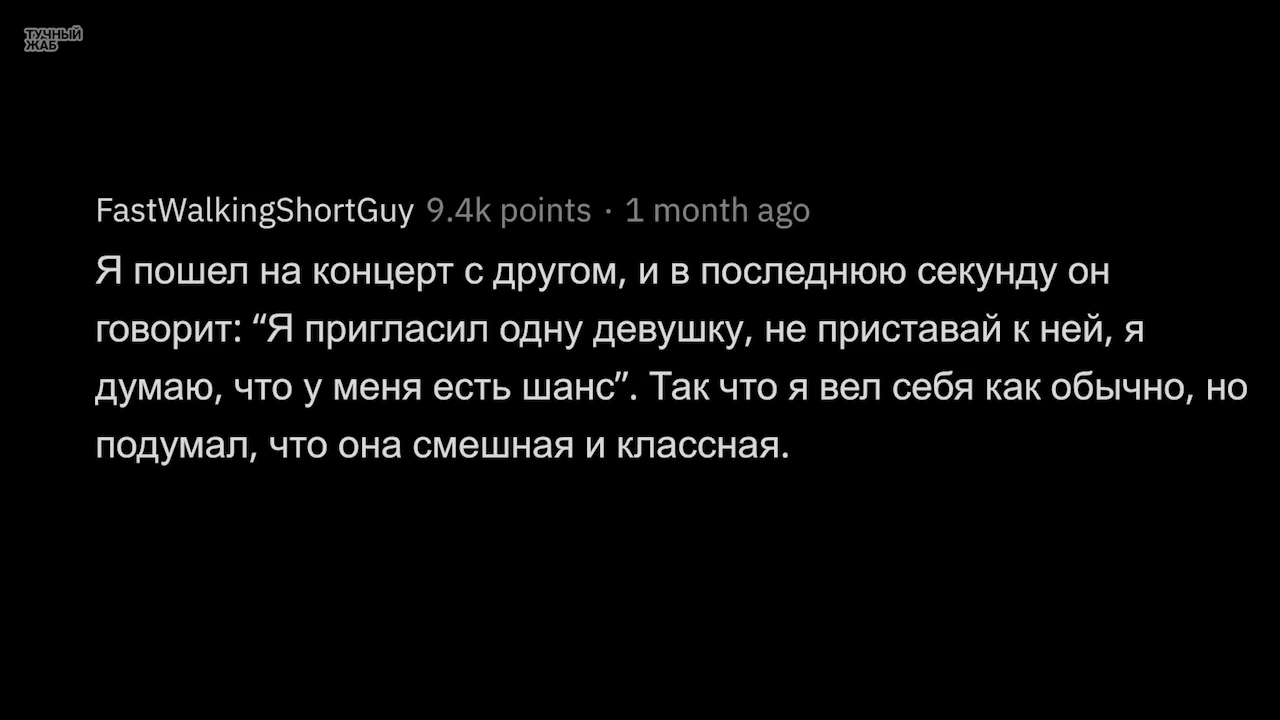 ТУЧНЫЙ
ЖАБ
FastWalkingShortGuy 9.4k points · 1 month ago
Я пошел на концерт с другом, и в последнюю секунду он
говорит: “Я пригласил одну девушку, не приставай к ней, я
думаю, что у меня есть шанс”. Так что я вел себя как обычно, но
подумал, что она смешная и классная.